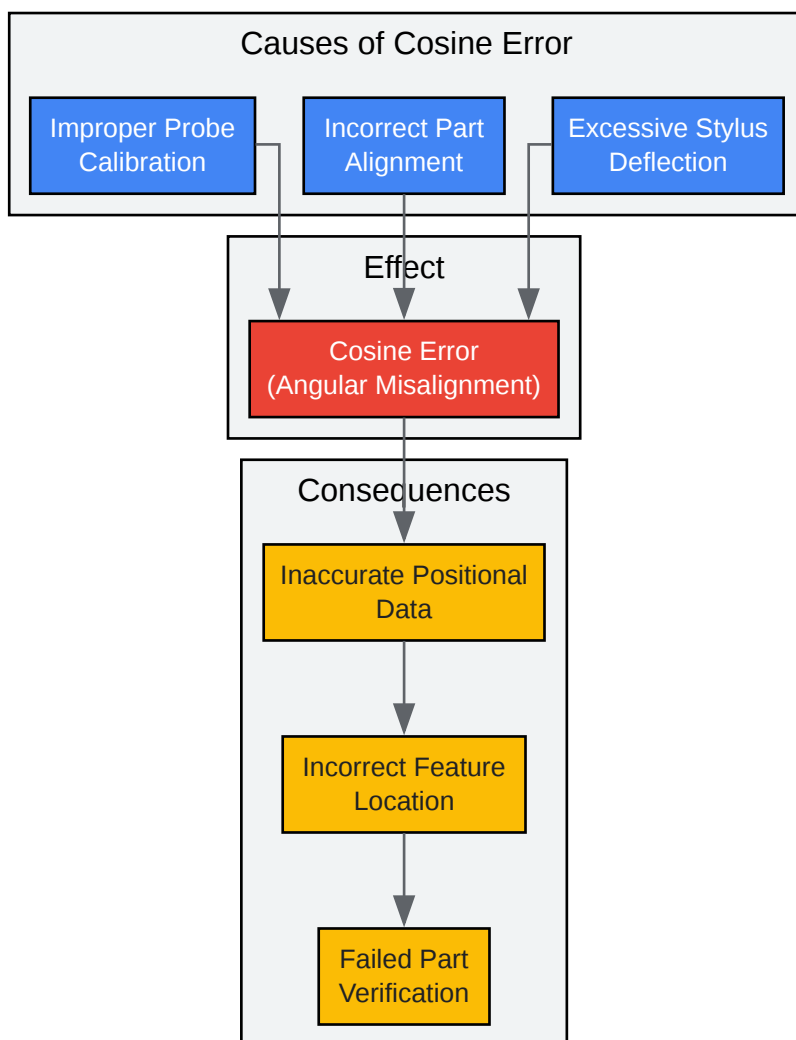 Causes of Cosine Error
Improper Probe
Calibration
Incorrect Part
Alignment
Excessive Stylus
Deflection
Effect
Cosine Error
(Angular Misalignment)
Consequences
Inaccurate Positional
Data
Incorrect Feature
Location
Failed Part
Verification